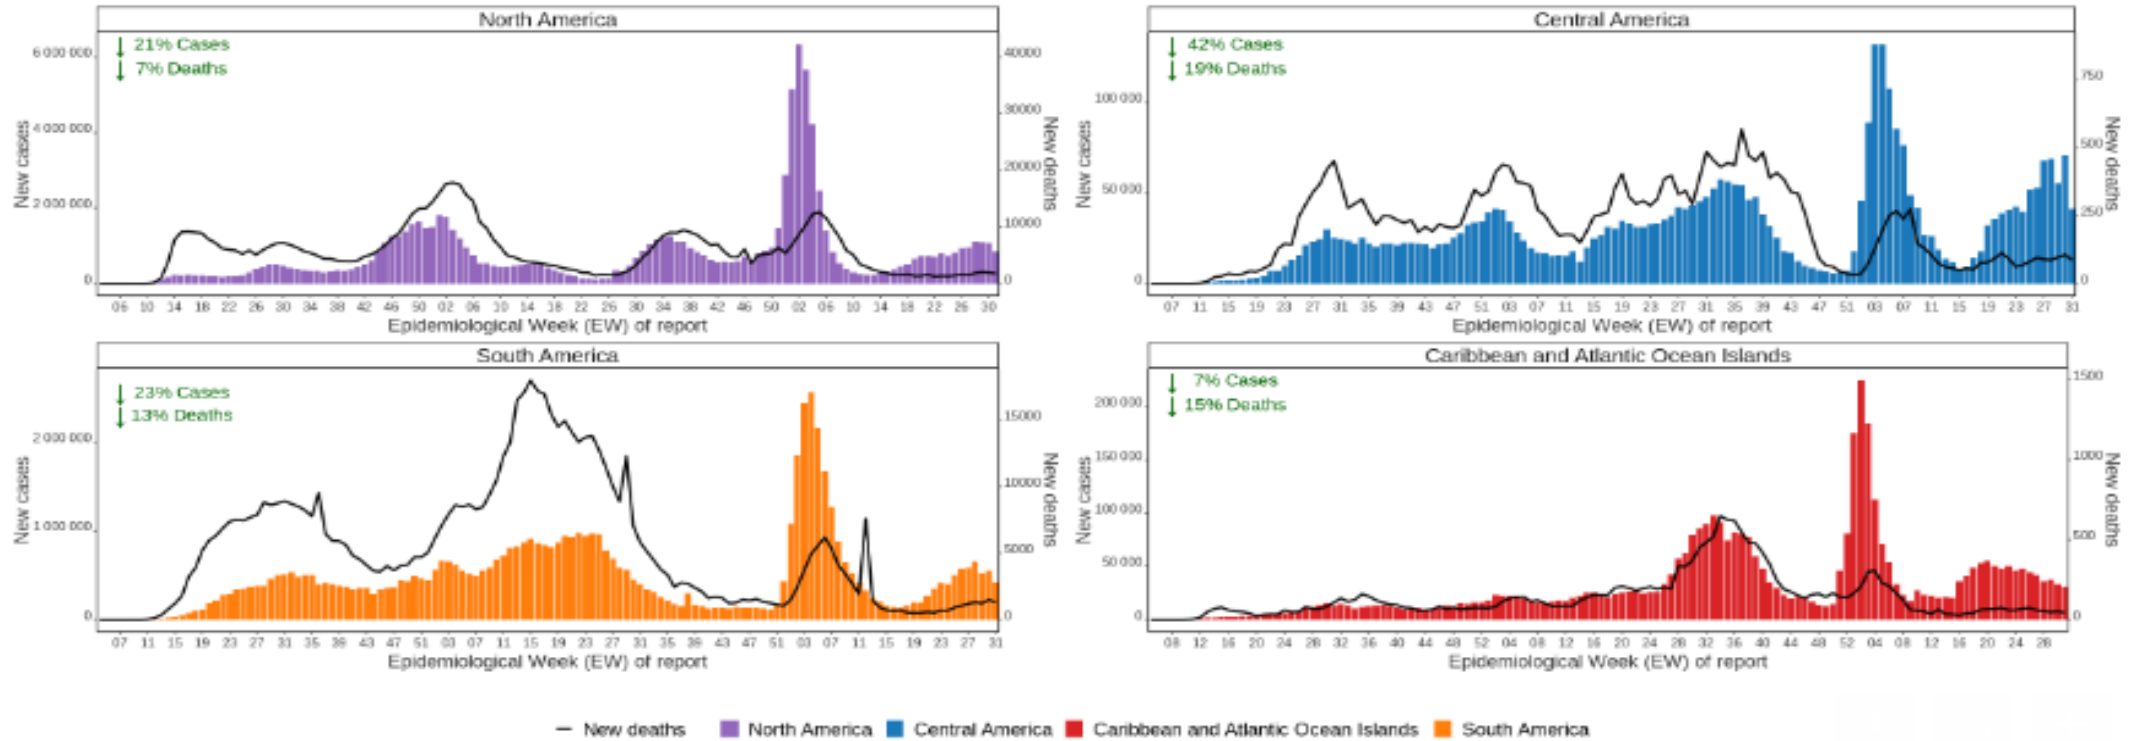 North America
↓ 21% Cases
↓ 7% Deaths
6 000 000
4 000 000
2 000 000
0
New cases
40000
30000
20000
10000
0
New deaths
06 10 14 18 22 26 30 34 38 42 46 50 02 06 10 14 18 22 26 30 34 38 42 46 50 02 06 10 14 18 22 26 30
Epidemiological Week (EW) of report
Central America
↓ 42% Cases
↓ 19% Deaths
100 000
50 000
0
New cases
750
500
250
0
New deaths
07 11 15 19 23 27 31 35 39 43 47 51 03 07 11 15 19 23 27 31 35 39 43 47 51 03 07 11 15 19 23 27 31
Epidemiological Week (EW) of report
South America
↓ 23% Cases
↓ 13% Deaths
2 000 000
1 000 000
0
New cases
15000
10000
5000
0
New deaths
07 11 15 19 23 27 31 35 39 43 47 51 03 07 11 15 19 23 27 31 35 39 43 47 51 03 07 11 15 19 23 27 31
Epidemiological Week (EW) of report
Caribbean and Atlantic Ocean Islands
↓ 7% Cases
↓ 15% Deaths
200 000
150 000
100 000
50 000
0
New cases
1500
1000
500
0
New deaths
08 12 16 20 24 28 32 36 40 44 48 52 04 08 12 16 20 24 28 32 36 40 44 48 52 04 08 12 16 20 24 28
Epidemiological Week (EW) of report
New deaths North America Central America Caribbean and Atlantic Ocean Islands South America